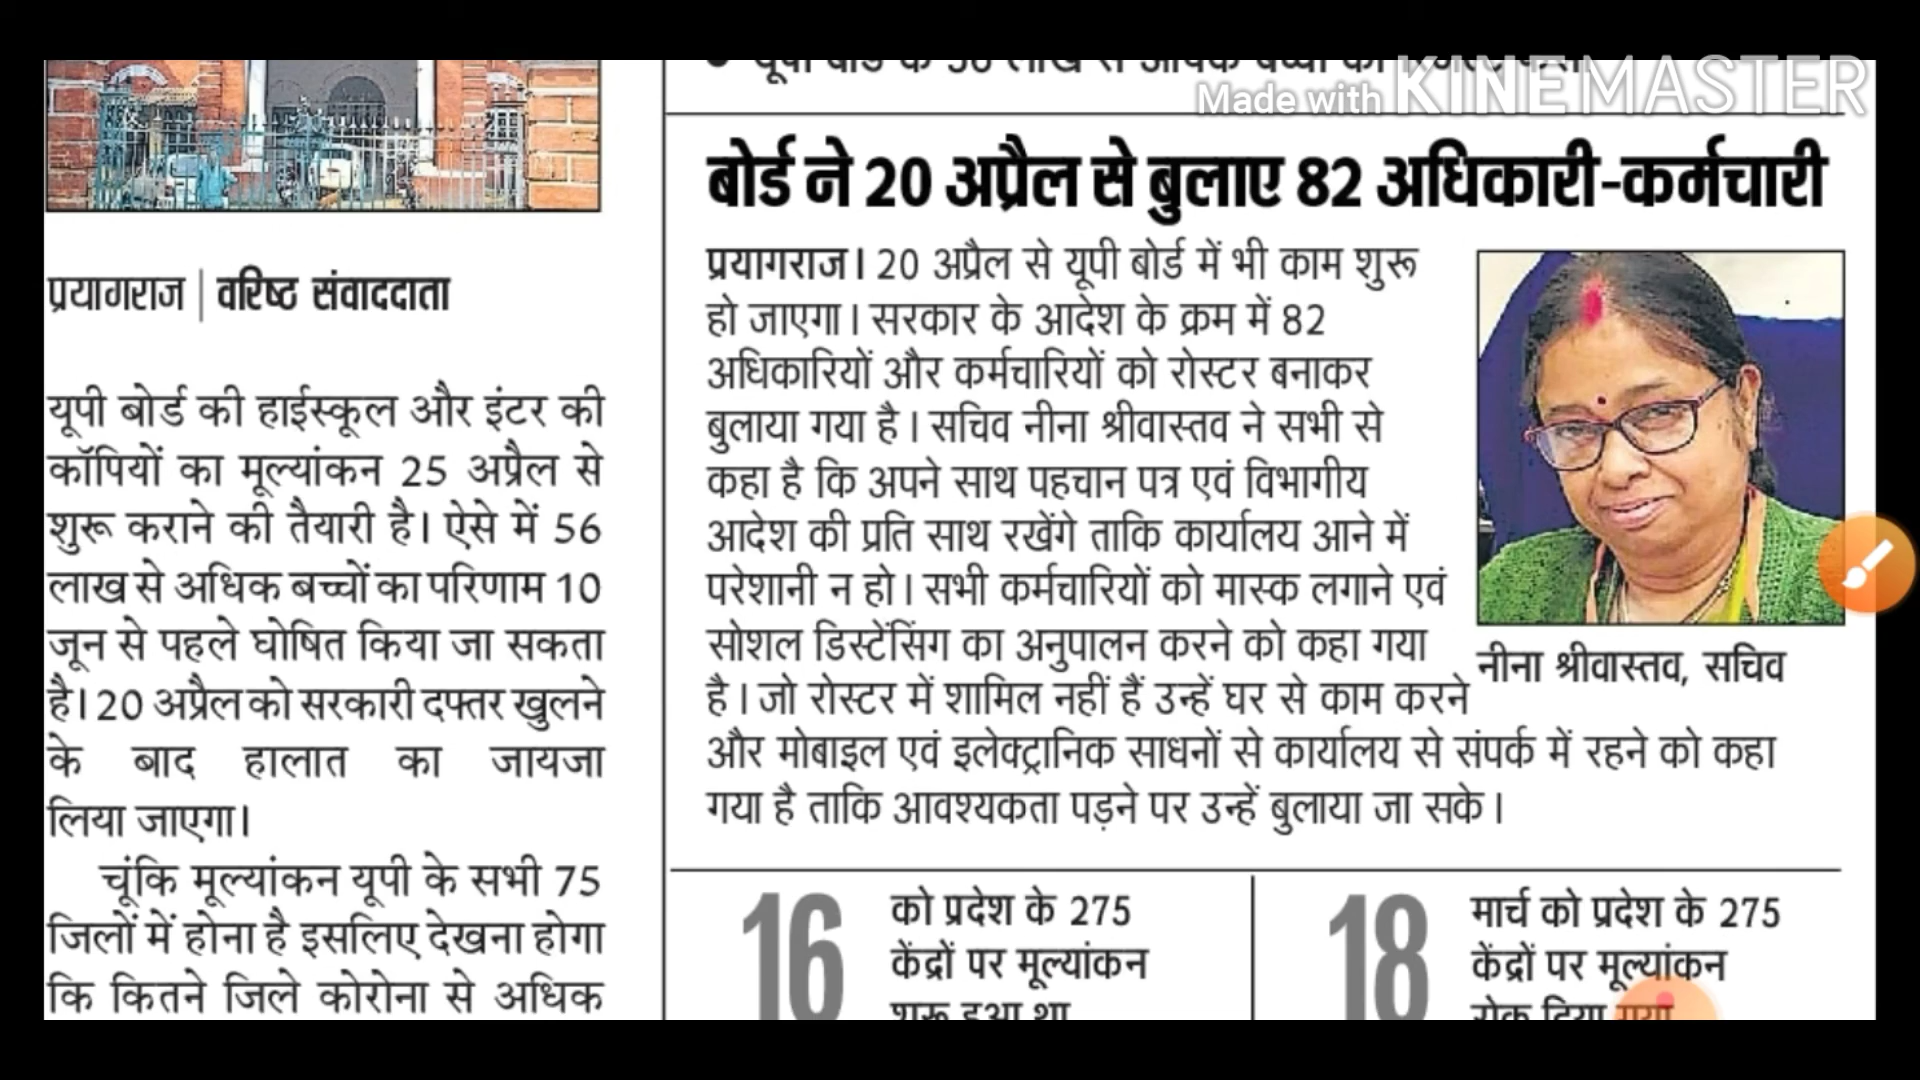 Made with KINEMASTER
प्रयागराज | वरिष्ठ संवाददाता
यूपी बोर्ड की हाईस्कूल और इंटर की
कॉपियों का मूल्यांकन 25 अप्रैल से
शुरू कराने की तैयारी है। ऐसे में 56
लाख से अधिक बच्चों का परिणाम 10
जून से पहले घोषित किया जा सकता
है। 20 अप्रैल को सरकारी दफ्तर खुलने
के बाद हालात का जायजा
लिया जाएगा।
चूंकि मूल्यांकन यूपी के सभी 75
जिलों में होना है इसलिए देखना होगा
कि कितने जिले कोरोना से अधिक
बोर्ड ने 20 अप्रैल से बुलाए 82 अधिकारी-कर्मचारी
प्रयागराज। 20 अप्रैल से यूपी बोर्ड में भी काम शुरू
हो जाएगा। सरकार के आदेश के क्रम में 82
अधिकारियों और कर्मचारियों को रोस्टर बनाकर
बुलाया गया है। सचिव नीना श्रीवास्तव ने सभी से
कहा है कि अपने साथ पहचान पत्र एवं विभागीय
आदेश की प्रति साथ रखेंगे ताकि कार्यालय आने में
परेशानी न हो। सभी कर्मचारियों को मास्क लगाने एवं
सोशल डिस्टेंसिंग का अनुपालन करने को कहा गया
है। जो रोस्टर में शामिल नहीं हैं उन्हें घर से काम करने
और मोबाइल एवं इलेक्ट्रानिक साधनों से कार्यालय से संपर्क में रहने को कहा
गया है ताकि आवश्यकता पड़ने पर उन्हें बुलाया जा सके।
नीना श्रीवास्तव, सचिव
16
को प्रदेश के 275
केंद्रों पर मूल्यांकन
शुरू हुआ था
18
मार्च को प्रदेश के 275
केंद्रों पर मूल्यांकन
रोक दिया गया